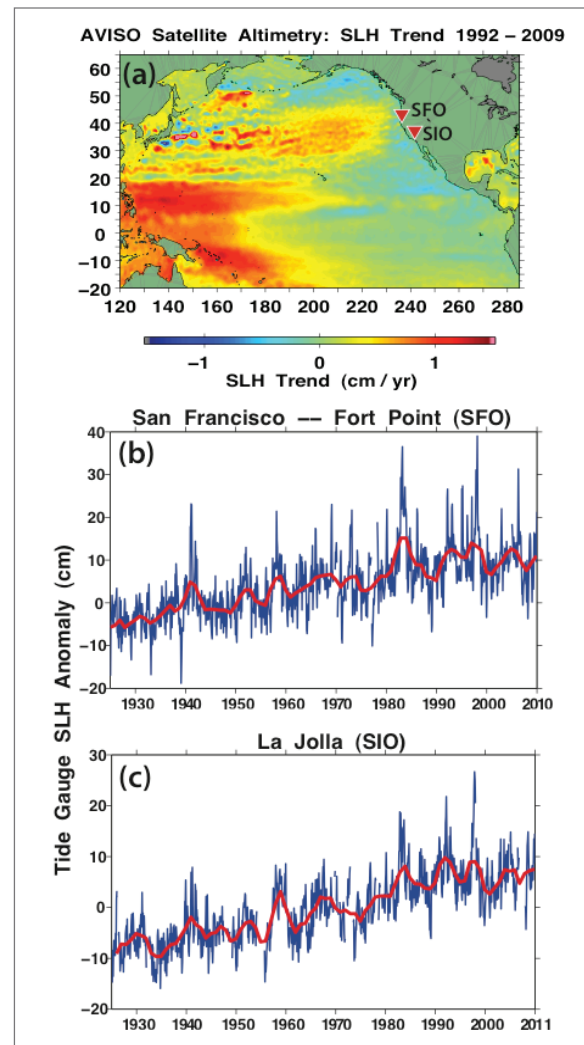 AVISO Satellite Altimetry: SLH Trend 1992 – 2009
(a)
60
50
40
30
20
10
0
−10
−20
SFO
SIO
120 140 160 180 200 220 240 260 280
−1 0 1
SLH Trend (cm / yr)
San Francisco –– Fort Point (SFO)
(b)
40
30
20
10
0
−10
−20
1930 1940 1950 1960 1970 1980 1990 2000 2010
Tide Gauge SLH Anomaly (cm)
La Jolla (SIO)
(c)
30
20
10
0
−10
−20
1930 1940 1950 1960 1970 1980 1990 2000 2011